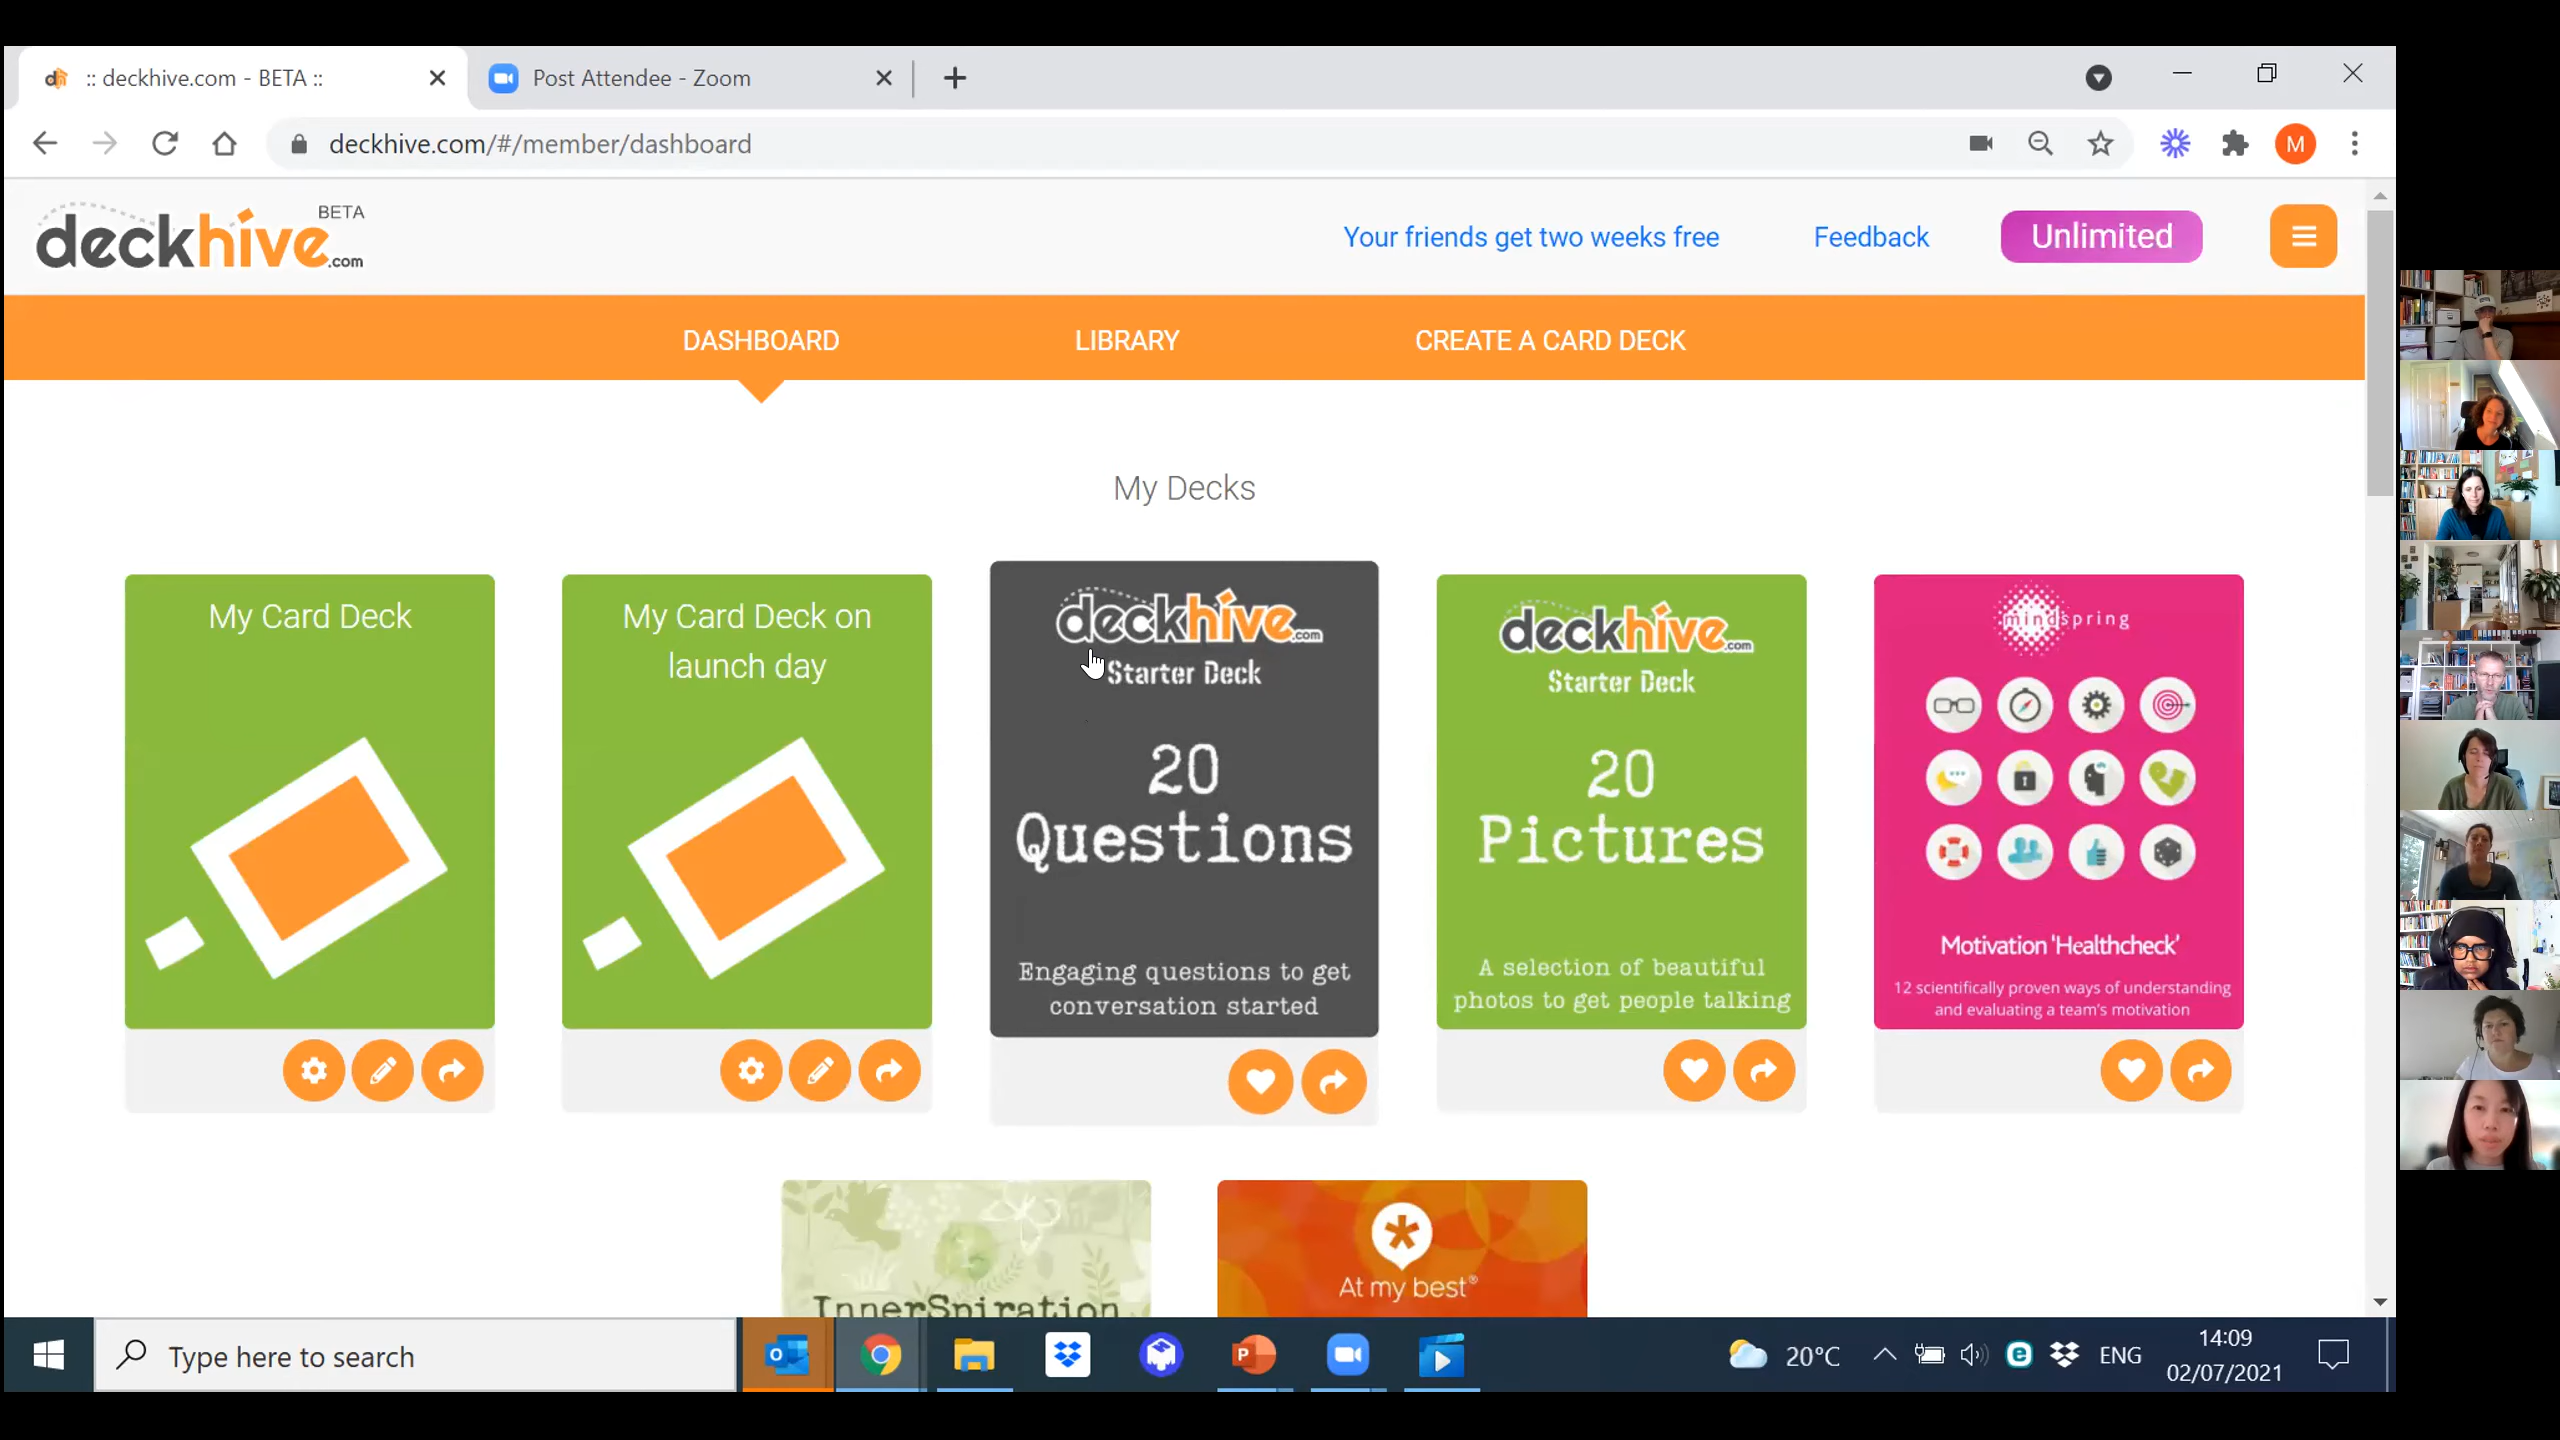 :: deckhive.com - BETA ::
Post Attendee - Zoom
deckhive.com/#/member/dashboard
M
deckhive.com BETA
Your friends get two weeks free
Feedback
Unlimited
DASHBOARD
LIBRARY
CREATE A CARD DECK
My Decks
My Card Deck
My Card Deck on
launch day
deckhive.com
Starter Deck
20
Questions
Engaging questions to get
conversation started
deckhive.com
Starter Deck
20
Pictures
A selection of beautiful
photos to get people talking
mindspring
Motivation 'Healthcheck'
12 scientifically proven ways of understanding
and evaluating a team's motivation
InnerSpiration
At my best®
Type here to search
20°C
ENG
14:09
02/07/2021